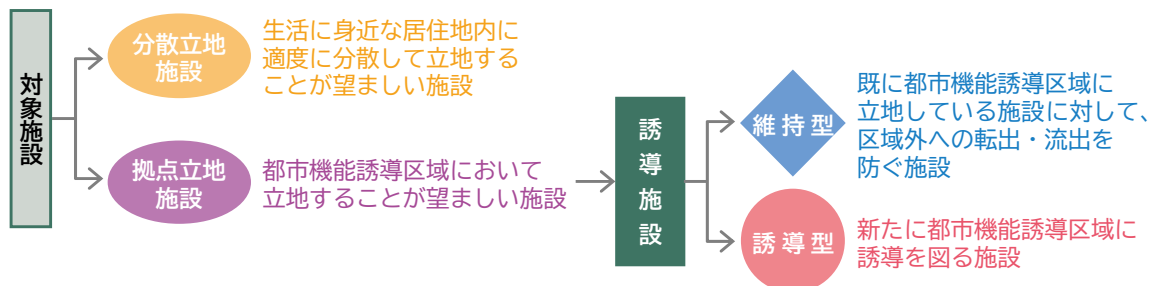 対象施設
分散立地
施設
生活に身近な居住地内に
適度に分散して立地する
ことが望ましい施設
拠点立地
施設
都市機能誘導区域において
立地することが望ましい施設
誘導施設
維持型
既に都市機能誘導区域に
立地している施設に対して、
区域外への転出・流出を
防ぐ施設
誘導型
新たに都市機能誘導区域に
誘導を図る施設